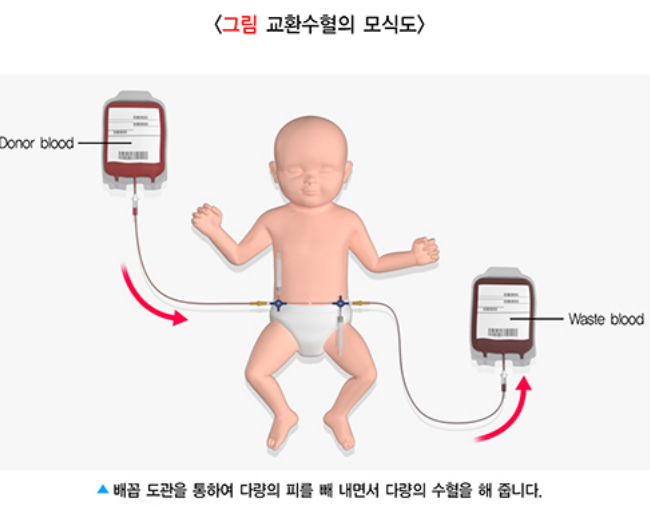 〈그림 교환수혈의 모식도〉
Donor blood
Waste blood
▲ 배꼽 도관을 통하여 다량의 피를 빼 내면서 다량의 수혈을 해 줍니다.